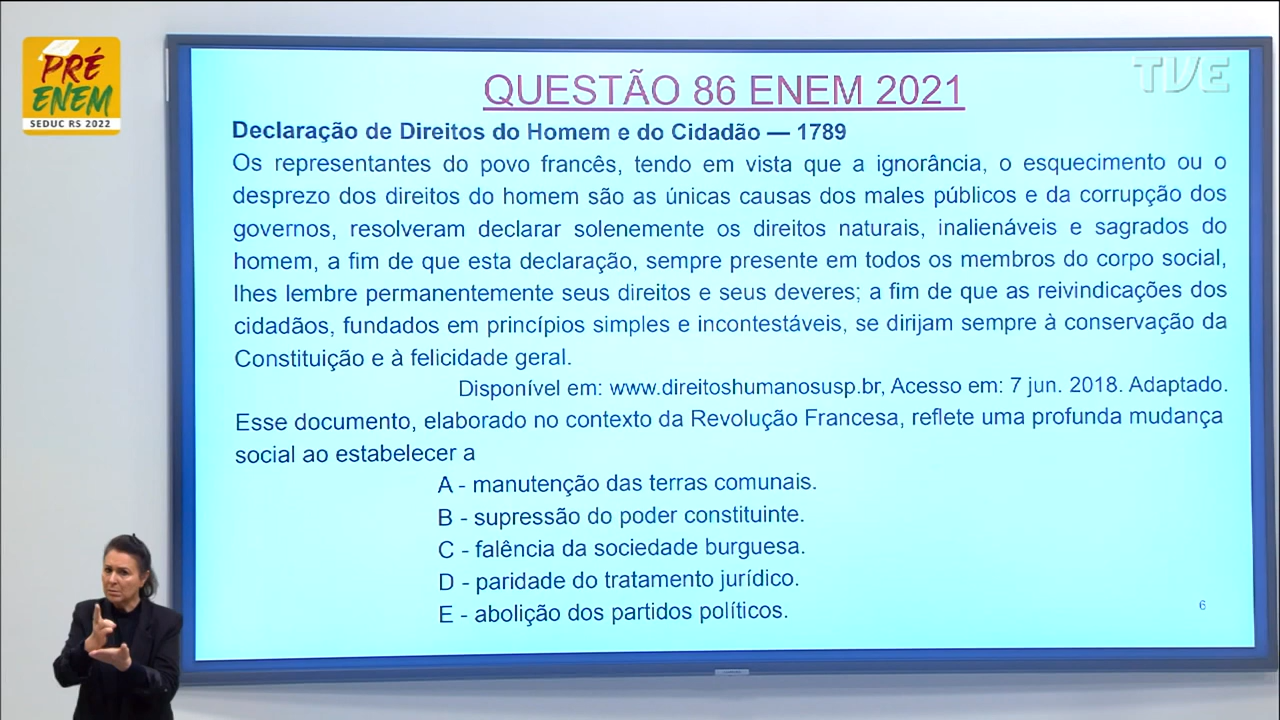 PRÉ
ENEM
SEDUC RS 2022
TVE
QUESTÃO 86 ENEM 2021
Declaração de Direitos do Homem e do Cidadão — 1789
Os representantes do povo francês, tendo em vista que a ignorância, o esquecimento ou o
desprezo dos direitos do homem são as únicas causas dos males públicos e da corrupção dos
governos, resolveram declarar solenemente os direitos naturais, inalienáveis e sagrados do
homem, a fim de que esta declaração, sempre presente em todos os membros do corpo social,
lhes lembre permanentemente seus direitos e seus deveres; a fim de que as reivindicações dos
cidadãos, fundados em princípios simples e incontestáveis, se dirijam sempre à conservação da
Constituição e à felicidade geral.
Disponível em: www.direitoshumanosusp.br, Acesso em: 7 jun. 2018. Adaptado.
Esse documento, elaborado no contexto da Revolução Francesa, reflete uma profunda mudança
social ao estabelecer a
A - manutenção das terras comunais.
B - supressão do poder constituinte.
C - falência da sociedade burguesa.
D - paridade do tratamento jurídico.
E - abolição dos partidos políticos.
6